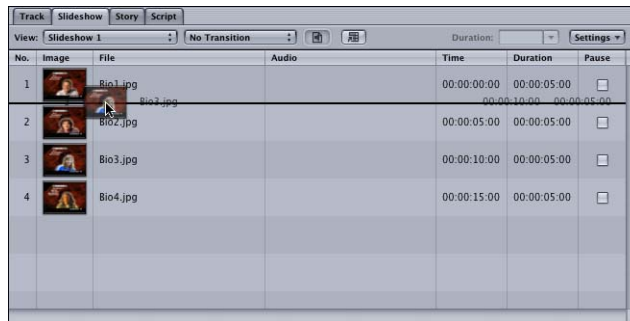 Track Slideshow Story Script
View: Slideshow 1 No Transition Duration: Settings
No. Image File Audio Time Duration Pause
1 Bio1.jpg 00:00:00:00 00:00:05:00
Bio3.jpg 00:00:10:00 00:00:05:00
2 Bio2.jpg 00:00:05:00 00:00:05:00
3 Bio3.jpg 00:00:10:00 00:00:05:00
4 Bio4.jpg 00:00:15:00 00:00:05:00